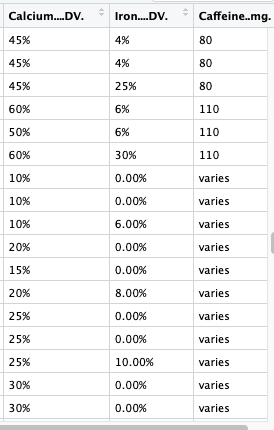 Calcium....DV. Iron....DV. Caffeine..mg.
45% 4% 80
45% 4% 80
45% 25% 80
60% 6% 110
50% 6% 110
60% 30% 110
10% 0.00% varies
10% 0.00% varies
10% 6.00% varies
20% 0.00% varies
15% 0.00% varies
20% 8.00% varies
25% 0.00% varies
25% 0.00% varies
25% 10.00% varies
30% 0.00% varies
30% 0.00% varies